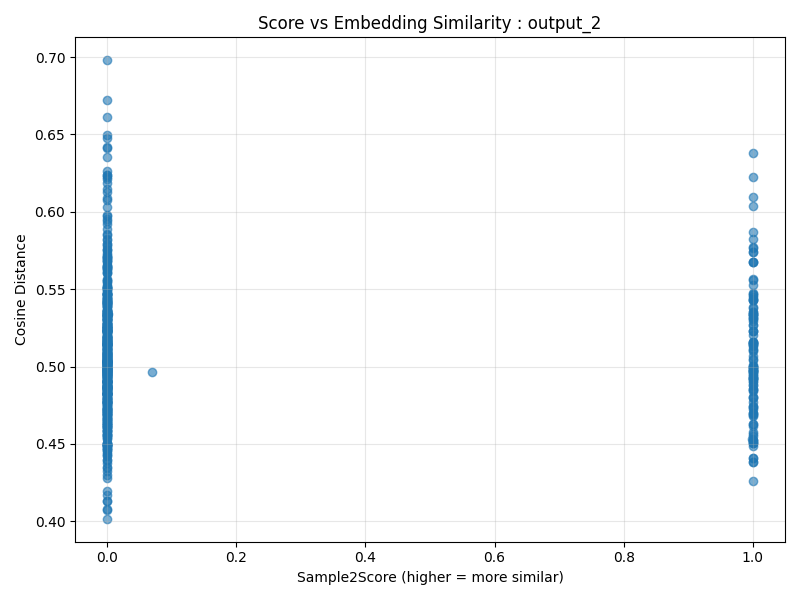 Score vs Embedding Similarity : output_2
Cosine Distance
0.70
0.65
0.60
0.55
0.50
0.45
0.40
0.0 0.2 0.4 0.6 0.8 1.0
Sample2Score (higher = more similar)